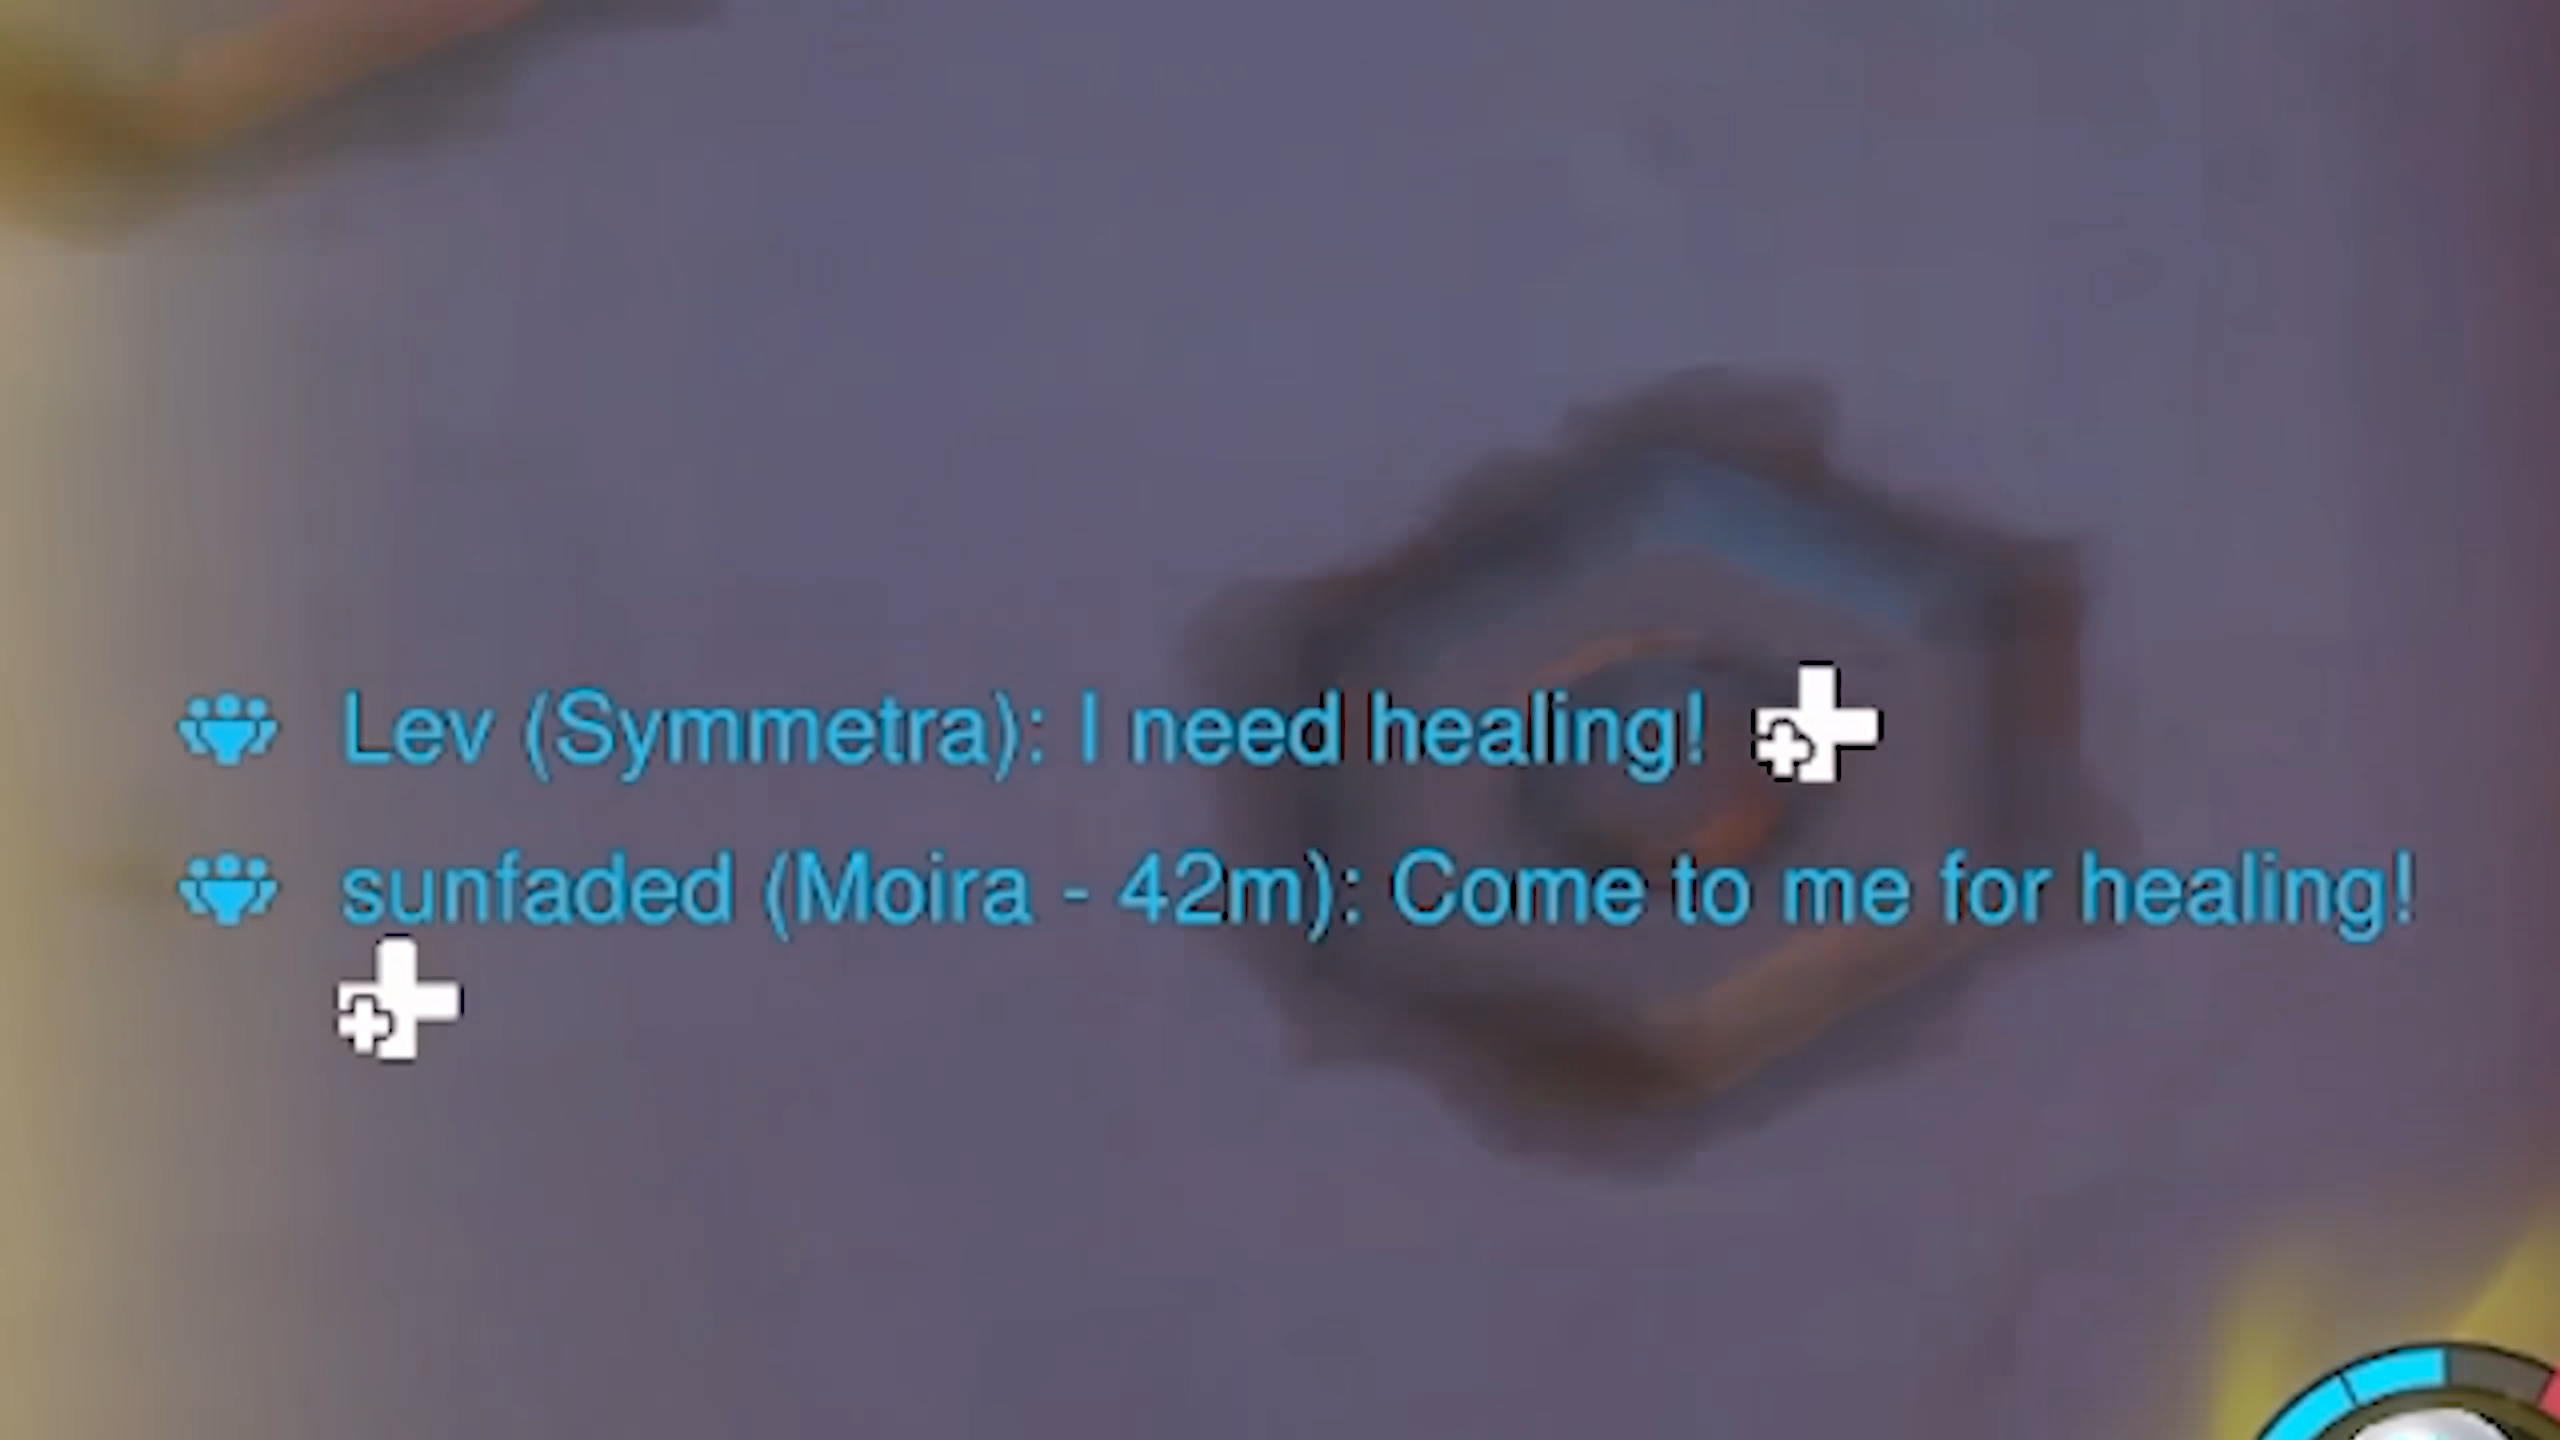 Lev (Symmetra): I need healing!
sunfaded (Moira - 42m): Come to me for healing!